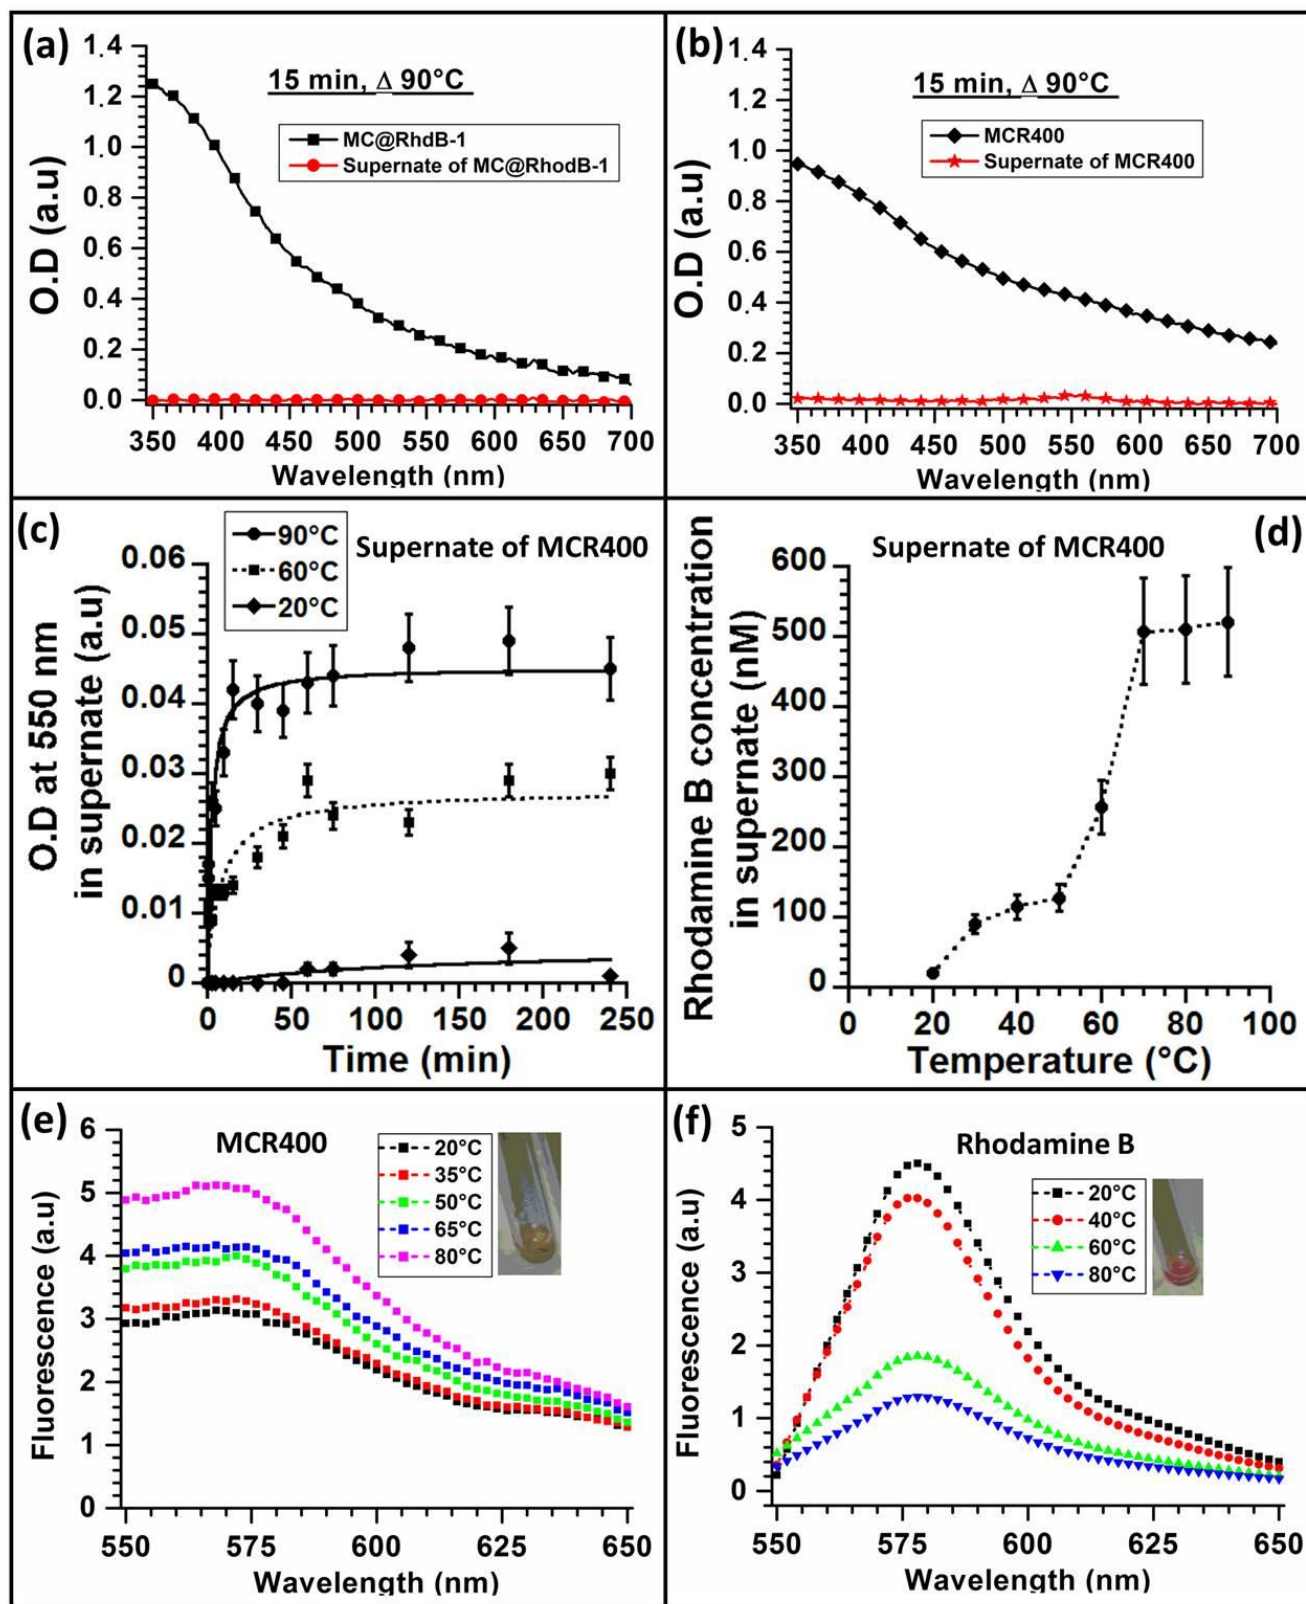 (a)
1.4
1.2
1.0
0.8
0.6
0.4
0.2
0.0
O.D (a.u)
15 min, Δ 90°C
MC@RhdB-1
Supernate of MC@RhodB-1
350 400 450 500 550 600 650 700
Wavelength (nm)
(b)
1.4
1.2
1.0
0.8
0.6
0.4
0.2
0.0
O.D (a.u)
15 min, Δ 90°C
MCR400
Supernate of MCR400
350 400 450 500 550 600 650 700
Wavelength (nm)
(c)
90°C
60°C
20°C
Supernate of MCR400
0.06
0.05
0.04
0.03
0.02
0.01
0
O.D at 550 nm
in supernate (a.u)
0 50 100 150 200 250
Time (min)
(d)
Supernate of MCR400
600
500
400
300
200
100
0
Rhodamine B concentration
in supernate (nM)
0 20 40 60 80 100
Temperature (°C)
(e)
MCR400
20°C
35°C
50°C
65°C
80°C
6
5
4
3
2
1
0
Fluorescence (a.u)
550 575 600 625 650
Wavelength (nm)
(f)
Rhodamine B
20°C
40°C
60°C
80°C
5
4
3
2
1
0
Fluorescence (a.u)
550 575 600 625 650
Wavelength (nm)